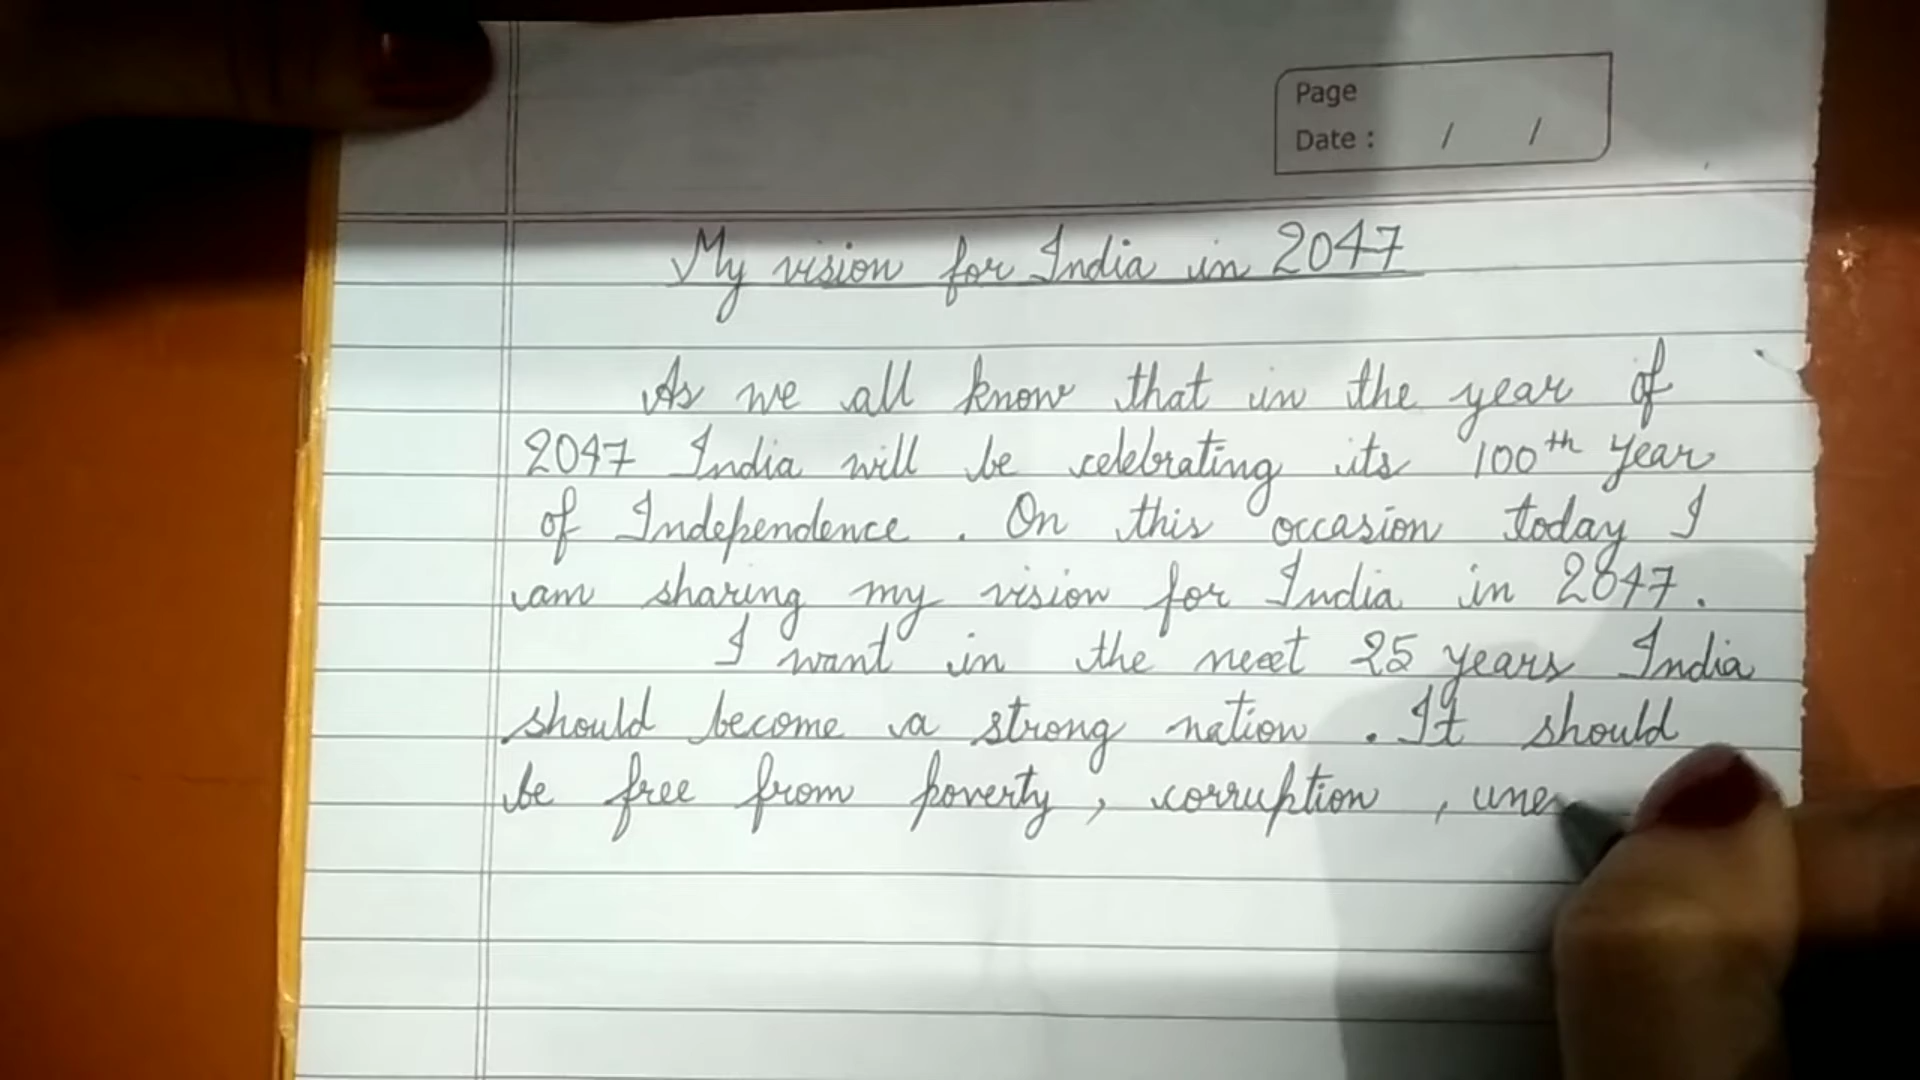 Page
Date : / /
My vision for India in 2047
As we all know that in the year of
2047 India will be celebrating its 100th year
of Independence . On this occasion today I
am sharing my vision for India in 2047.
I want in the next 25 years India
should become a strong nation . It should
be free from poverty , corruption , une